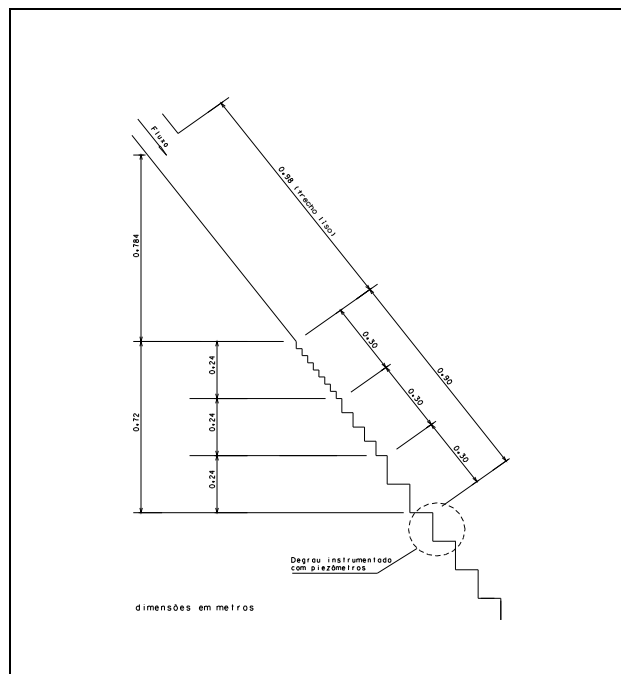 Fluxo
0.98 (trecho liso)
0.784
0.30
0.24
0.30
0.90
0.72
0.24
0.30
0.24
Degrau instrumentado
com piezômetros
dimensões em metros